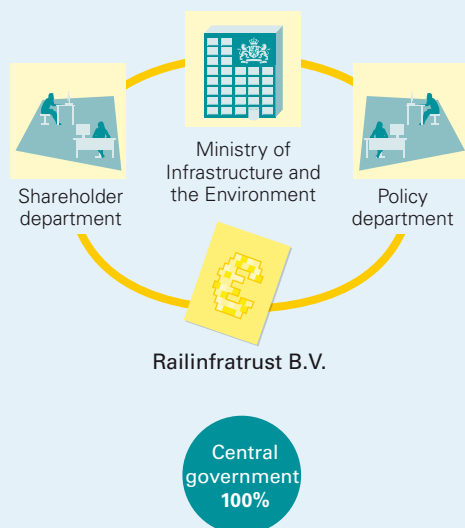 Ministry of
Infrastructure and
the Environment
Shareholder
department
Policy
department
Railinfratrust B.V.
Central
government
100%